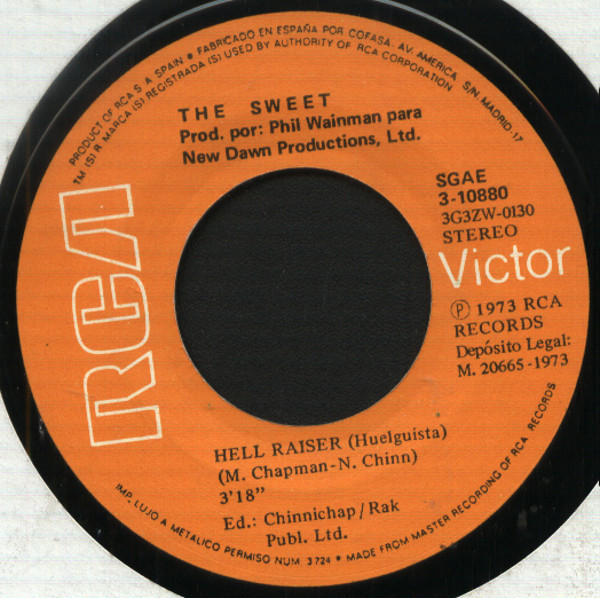 PRODUCT OF RCA S. A. SPAIN • FABRICADO EN ESPAÑA POR COFASA: AV. AMERICA, S/N. MADRID-17
TM (S) R MARCA (S) REGISTRADA (S) USED BY AUTHORITY OF RCA CORPORATION
THE SWEET
Prod. por: Phil Wainman para
New Dawn Productions, Ltd.
SGAE
3-10880
3G3ZW-0130
STEREO
RCA
Victor
Ⓟ 1973 RCA
RECORDS
Depósito Legal:
M. 20665-1973
HELL RAISER (Huelguista)
(M. Chapman-N. Chinn)
3'18"
Ed.: Chinnichap/Rak
Publ. Ltd.
IMP. LUJO A METALICO PERMISO NUM 3724 • MADE FROM MASTER RECORDING OF RCA RECORDS